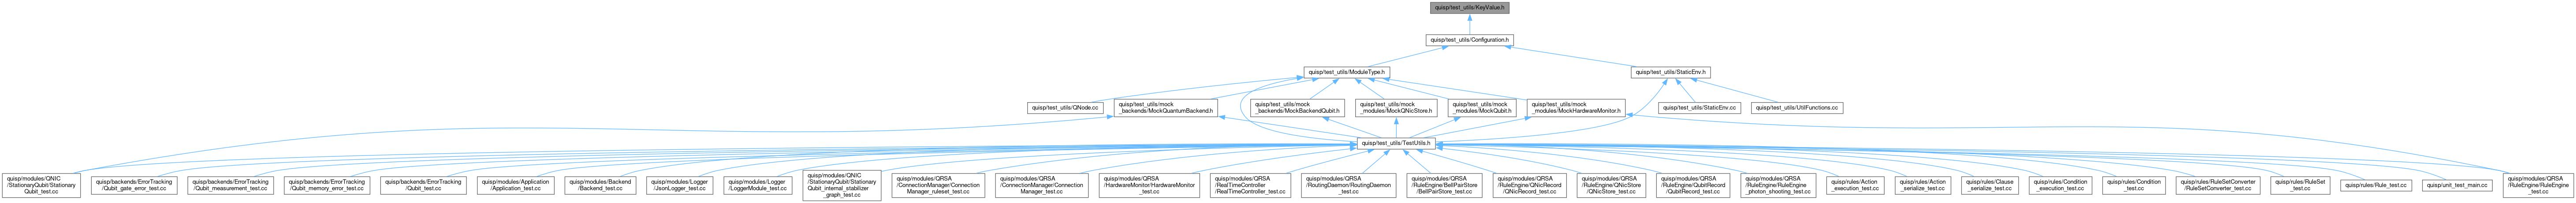 quisp/test_utils/KeyValue.h
quisp/test_utils/Configuration.h
quisp/test_utils/ModuleType.h
quisp/test_utils/StaticEnv.h
quisp/test_utils/QNode.cc
quisp/test_utils/mock
_backends/MockQuantumBackend.h
quisp/test_utils/mock
_backends/MockBackendQubit.h
quisp/test_utils/mock
_modules/MockQNicStore.h
quisp/test_utils/mock
_modules/MockQubit.h
quisp/test_utils/mock
_modules/MockHardwareMonitor.h
quisp/test_utils/StaticEnv.cc
quisp/test_utils/UtilFunctions.cc
quisp/test_utils/TestUtils.h
quisp/modules/QNIC
/StationaryQubit/Stationary
Qubit_test.cc
quisp/backends/ErrorTracking
/Qubit_gate_error_test.cc
quisp/backends/ErrorTracking
/Qubit_measurement_test.cc
quisp/backends/ErrorTracking
/Qubit_memory_error_test.cc
quisp/backends/ErrorTracking
/Qubit_test.cc
quisp/modules/Application
/Application_test.cc
quisp/modules/Backend
/Backend_test.cc
quisp/modules/Logger
/JsonLogger_test.cc
quisp/modules/Logger
/LoggerModule_test.cc
quisp/modules/QNIC
/StationaryQubit/Stationary
Qubit_internal_stabilizer
_graph_test.cc
quisp/modules/QRSA
/ConnectionManager/Connection
Manager_ruleset_test.cc
quisp/modules/QRSA
/ConnectionManager/Connection
Manager_test.cc
quisp/modules/QRSA
/HardwareMonitor/HardwareMonitor
_test.cc
quisp/modules/QRSA
/RealTimeController
/RealTimeController_test.cc
quisp/modules/QRSA
/RoutingDaemon/RoutingDaemon
_test.cc
quisp/modules/QRSA
/RuleEngine/BellPairStore
/BellPairStore_test.cc
quisp/modules/QRSA
/RuleEngine/QNicRecord
/QNicRecord_test.cc
quisp/modules/QRSA
/RuleEngine/QNicStore
/QNicStore_test.cc
quisp/modules/QRSA
/RuleEngine/QubitRecord
/QubitRecord_test.cc
quisp/modules/QRSA
/RuleEngine/RuleEngine
_photon_shooting_test.cc
quisp/rules/Action
_execution_test.cc
quisp/rules/Action
_serialize_test.cc
quisp/rules/Clause
_serialize_test.cc
quisp/rules/Condition
_execution_test.cc
quisp/rules/Condition
_test.cc
quisp/rules/RuleSetConverter
/RuleSetConverter_test.cc
quisp/rules/RuleSet
_test.cc
quisp/rules/Rule_test.cc
quisp/unit_test_main.cc
quisp/modules/QRSA
/RuleEngine/RuleEngine
_test.cc